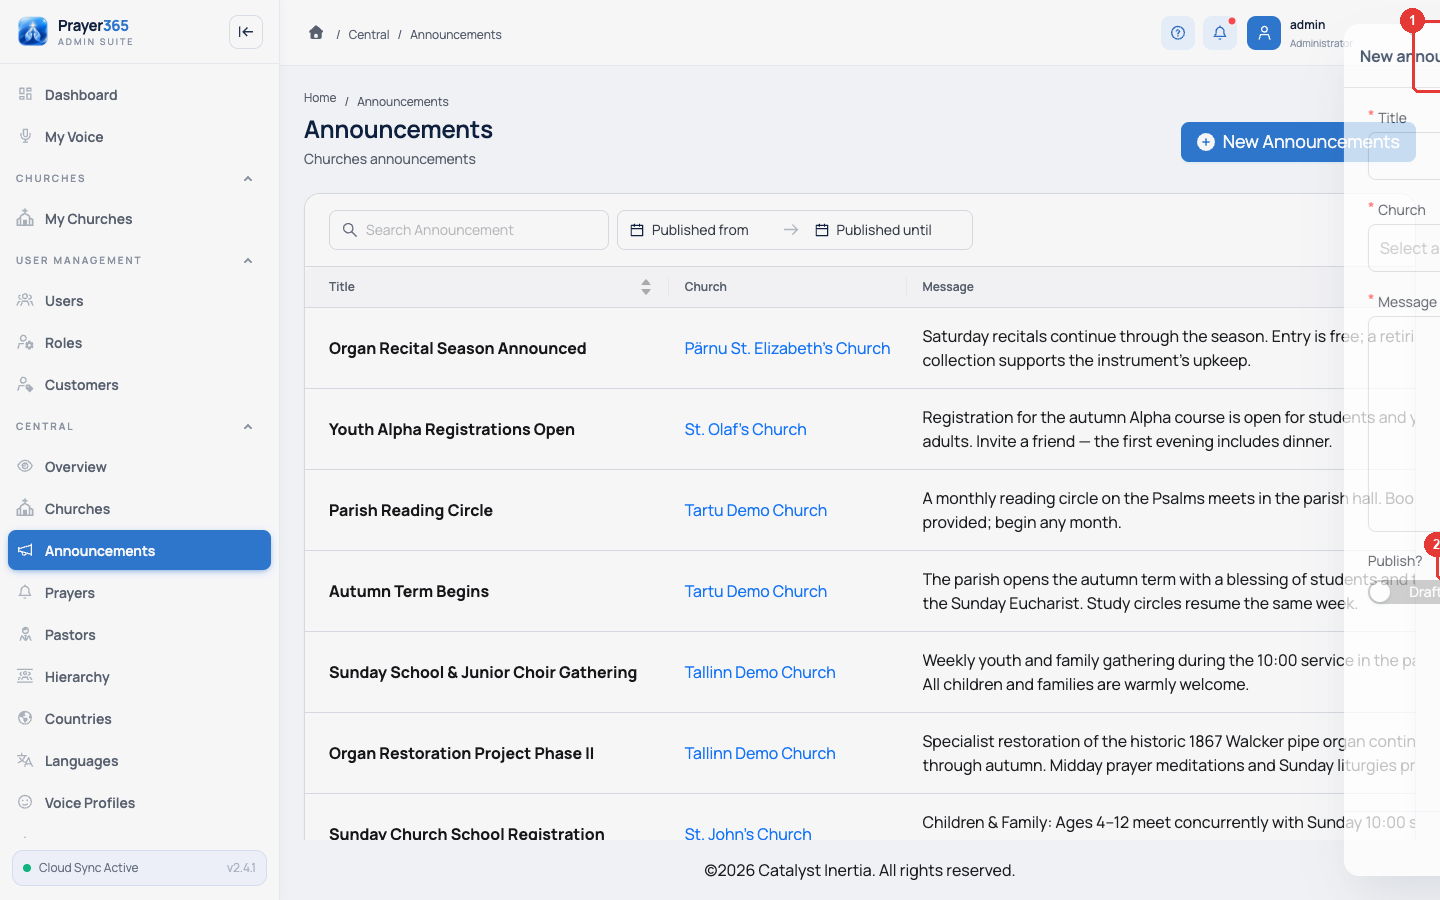 Prayer365
ADMIN SUITE
Dashboard
My Voice
CHURCHES
My Churches
USER MANAGEMENT
Users
Roles
Customers
CENTRAL
Overview
Churches
Announcements
Prayers
Pastors
Hierarchy
Countries
Languages
Voice Profiles
Cloud Sync Active v2.4.1
/ Central / Announcements
admin
Administrator
Home / Announcements
Announcements
Churches announcements
New Announcements
Search Announcement
Published from
Published until
Title Church Message
Organ Recital Season Announced
Pärnu St. Elizabeth's Church
Saturday recitals continue through the season. Entry is free; a retiri
collection supports the instrument's upkeep.
Youth Alpha Registrations Open
St. Olaf's Church
Registration for the autumn Alpha course is open for students and y
adults. Invite a friend — the first evening includes dinner.
Parish Reading Circle
Tartu Demo Church
A monthly reading circle on the Psalms meets in the parish hall. Boo
provided; begin any month.
Autumn Term Begins
Tartu Demo Church
The parish opens the autumn term with a blessing of students and t
the Sunday Eucharist. Study circles resume the same week.
Sunday School & Junior Choir Gathering
Tallinn Demo Church
Weekly youth and family gathering during the 10:00 service in the pa
All children and families are warmly welcome.
Organ Restoration Project Phase II
Tallinn Demo Church
Specialist restoration of the historic 1867 Walcker pipe organ contin
through autumn. Midday prayer meditations and Sunday liturgies pr
Sunday Church School Registration
St. John's Church
Children & Family: Ages 4–12 meet concurrently with Sunday 10:00 s
©2026 Catalyst Inertia. All rights reserved.
1
New annou
* Title
* Church
Select a
* Message
2
Publish?
Draft